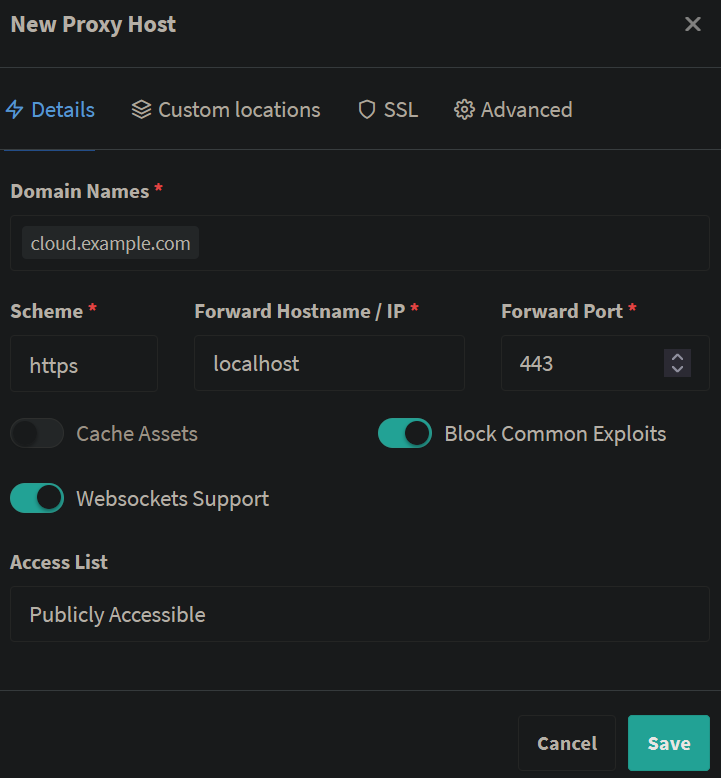 New Proxy Host
Details Custom locations SSL Advanced
Domain Names *
cloud.example.com
Scheme * Forward Hostname / IP * Forward Port *
https localhost 443
Cache Assets Block Common Exploits
Websockets Support
Access List
Publicly Accessible
Cancel Save